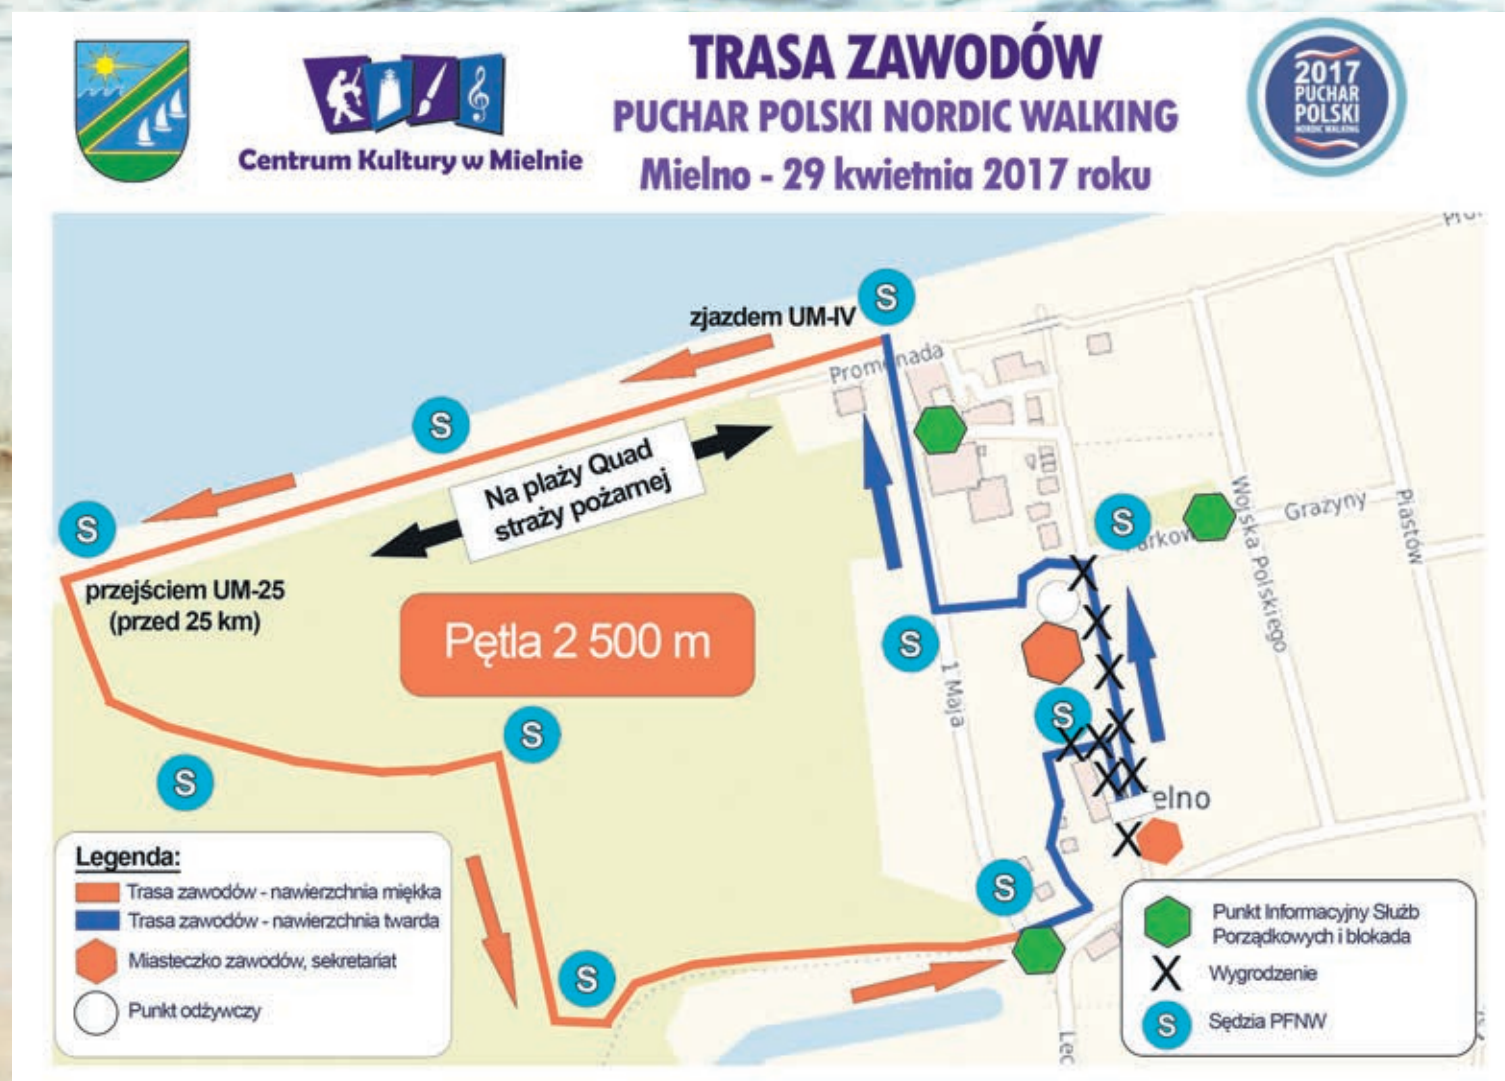 TRASA ZAWODÓW
PUCHAR POLSKI NORDIC WALKING
Mielno - 29 kwietnia 2017 roku
Centrum Kultury w Mielnie
2017
PUCHAR
POLSKI
NORDIC WALKING
zjazdem UM-IV
S
Promenada
S
Na plaży Quad
straży pożarnej
S
przejściem UM-25
(przed 25 km)
Pętla 2 500 m
S
Grażyny
Wojska Polskiego
Piastów
X
X
S
X
1 Maja
S
X
X
X
S
S
X
X
elno
X
S
S
Lec
Legenda:
Trasa zawodów - nawierzchnia miękka
Trasa zawodów - nawierzchnia twarda
Miasteczko zawodów, sekretariat
Punkt odżywczy
Punkt Informacyjny Służb
Porządkowych i blokada
X Wygrodzenie
S Sędzia PFNW